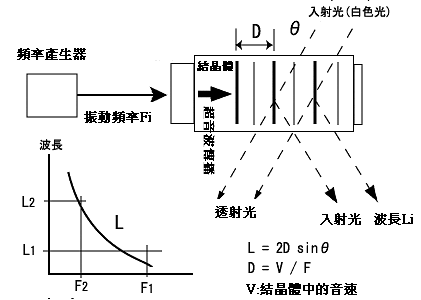 入射光(白色光)
D
θ
頻率產生器
結晶體
振動頻率Fi
超音波傳播
波長
L2
L
L1
F2
F1
透射光
入射光
波長Li
L = 2D sinθ
D = V / F
V:結晶體中的音速